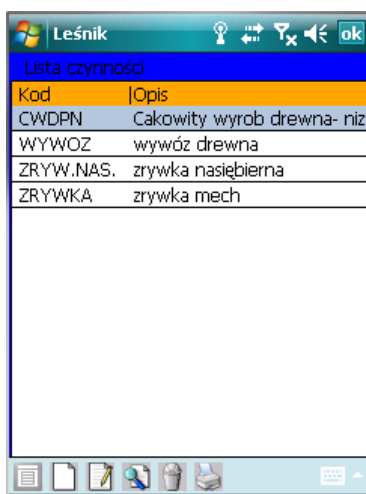 Leśnik
ok
Lista czynności
Kod |Opis
CWDPN Cakowity wyrob drewna- niz
WYWOZ wywóz drewna
ZRYW.NAS. zrywka nasiębierna
ZRYWKA zrywka mech